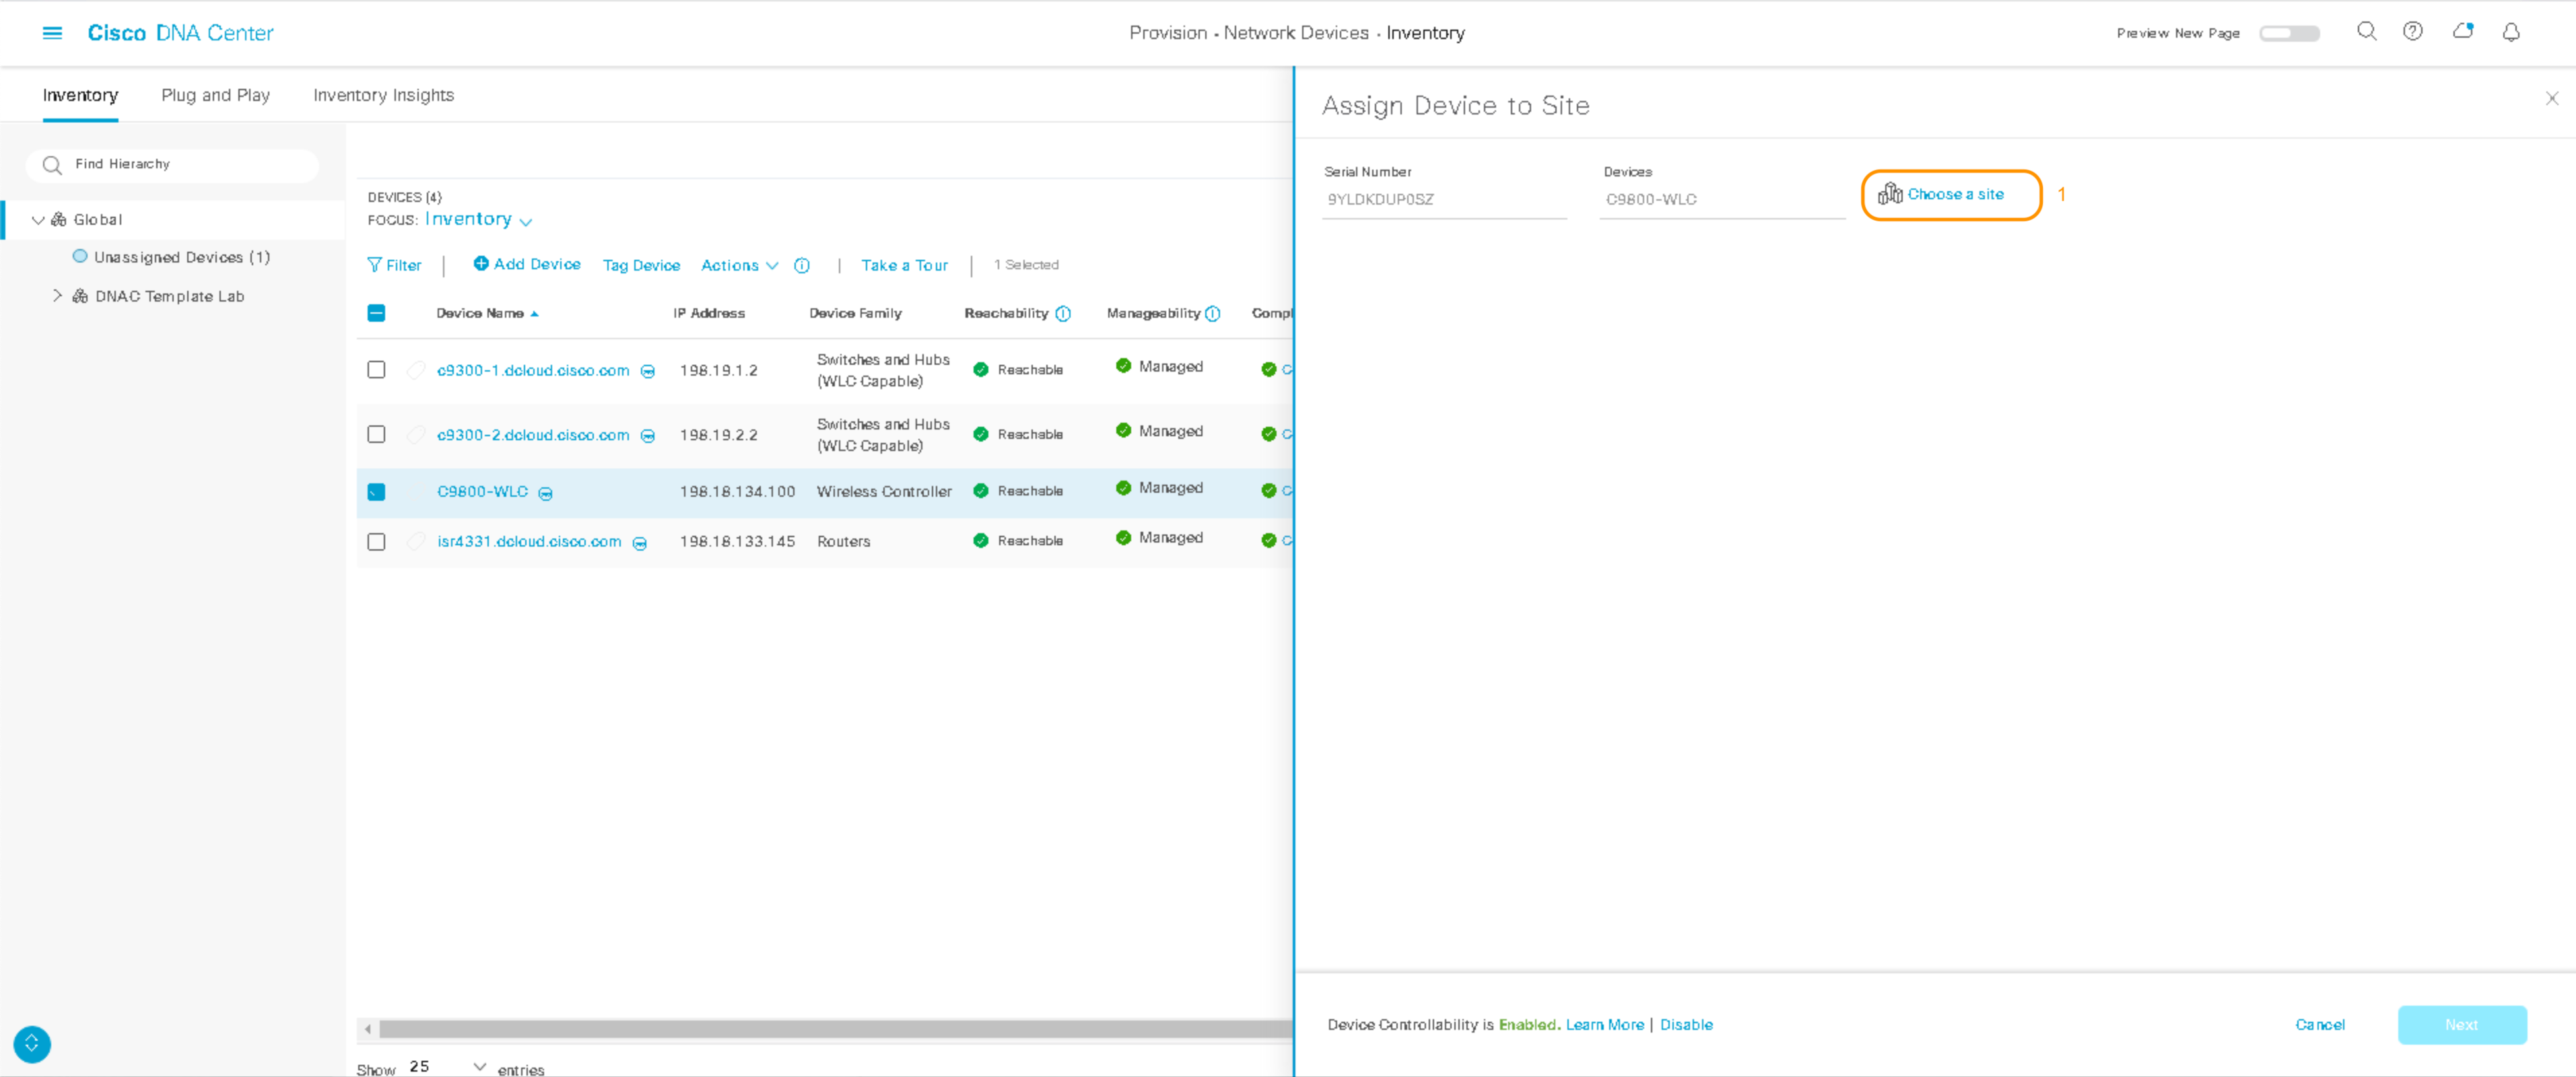 Cisco DNA Center
Provision • Network Devices • Inventory
Preview New Page
Inventory Plug and Play Inventory Insights
Find Hierarchy
Global
Unassigned Devices (1)
DNAC Template Lab
DEVICES (4)
FOCUS: Inventory
Filter | Add Device Tag Device Actions | Take a Tour | 1 Selected
Device Name IP Address Device Family Reachability Manageability Compl
c9300-1.dcloud.cisco.com 198.19.1.2 Switches and Hubs (WLC Capable) Reachable Managed C
c9300-2.dcloud.cisco.com 198.19.2.2 Switches and Hubs (WLC Capable) Reachable Managed C
C9800-WLC 198.18.134.100 Wireless Controller Reachable Managed C
isr4331.dcloud.cisco.com 198.18.133.145 Routers Reachable Managed C
Show 25 entries
Assign Device to Site
Serial Number Devices
9YLDKDUP0SZ C9800-WLC Choose a site 1
Device Controllability is Enabled. Learn More | Disable
Cancel Next